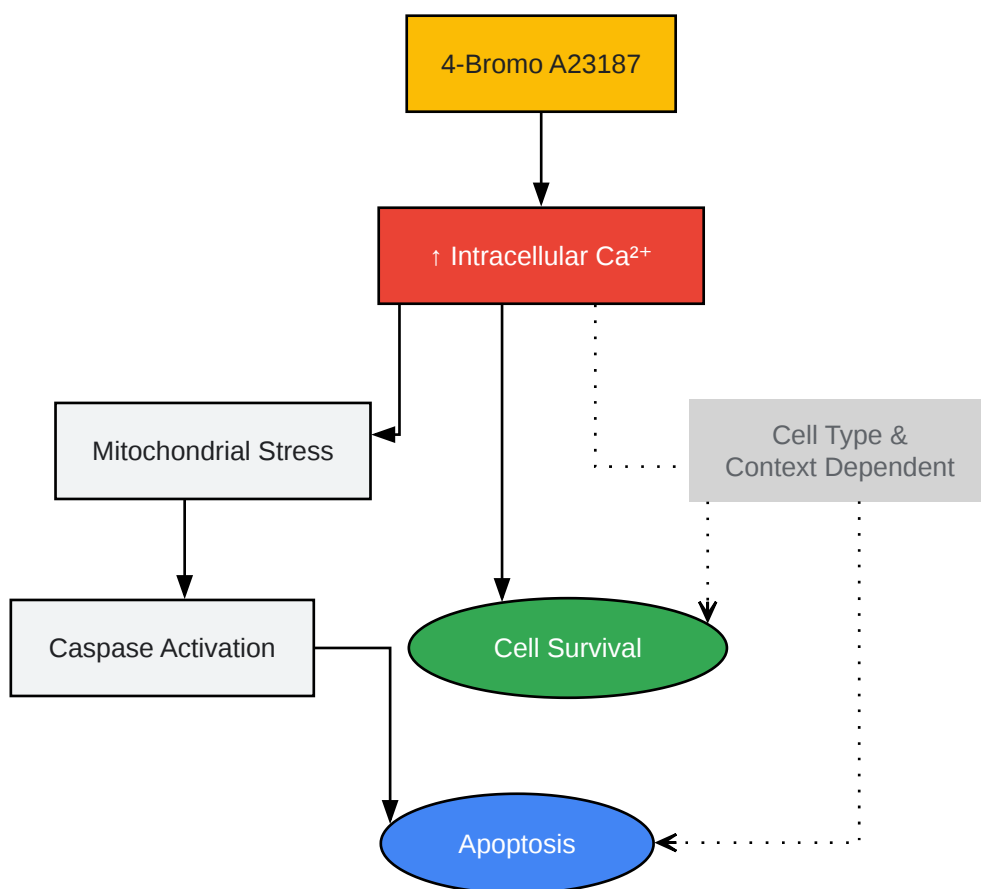 4-Bromo A23187
↑ Intracellular Ca²⁺
Cell Type &
Context Dependent
Mitochondrial Stress
Caspase Activation
Cell Survival
Apoptosis